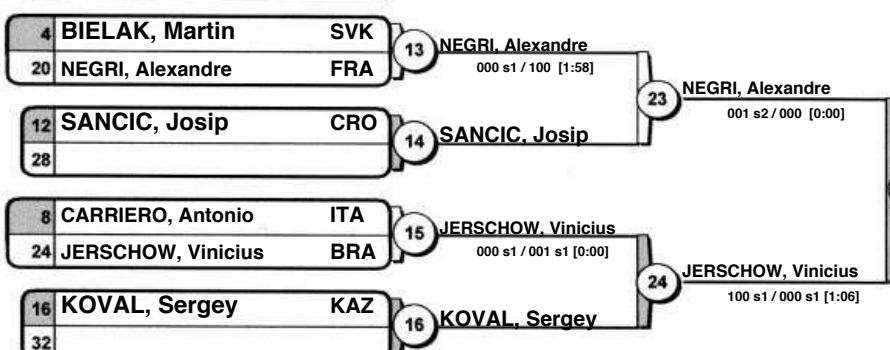 4 BIELAK, Martin SVK
20 NEGRI, Alexandre FRA
13 NEGRI, Alexandre
000 s1 / 100 [1:58]
12 SANCIC, Josip CRO
28
14 SANCIC, Josip
23 NEGRI, Alexandre
001 s2 / 000 [0:00]
8 CARRIERO, Antonio ITA
24 JERSCHOW, Vinicius BRA
15 JERSCHOW, Vinicius
000 s1 / 001 s1 [0:00]
16 KOVAL, Sergey KAZ
32
16 KOVAL, Sergey
24 JERSCHOW, Vinicius
100 s1 / 000 s1 [1:06]